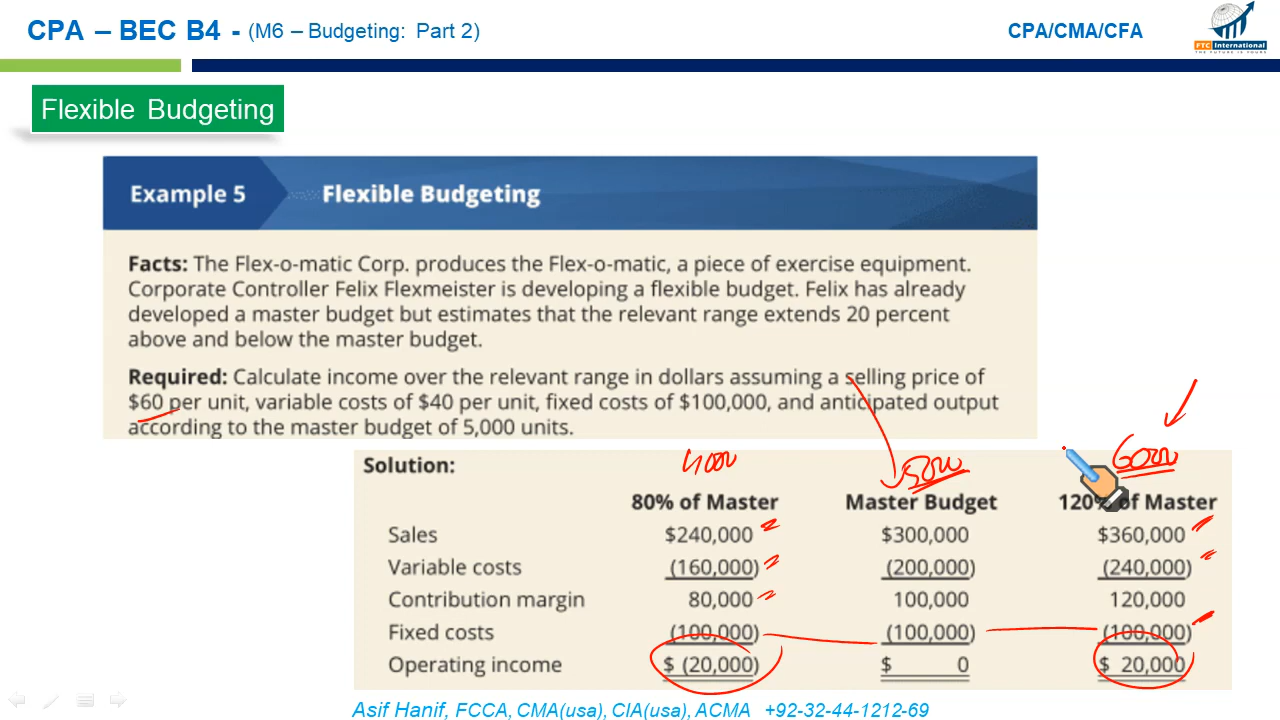 CPA – BEC B4 - (M6 – Budgeting: Part 2)
CPA/CMA/CFA
FTC International
Flexible Budgeting
Example 5 Flexible Budgeting
Facts: The Flex-o-matic Corp. produces the Flex-o-matic, a piece of exercise equipment.
Corporate Controller Felix Flexmeister is developing a flexible budget. Felix has already
developed a master budget but estimates that the relevant range extends 20 percent
above and below the master budget.
Required: Calculate income over the relevant range in dollars assuming a selling price of
$60 per unit, variable costs of $40 per unit, fixed costs of $100,000, and anticipated output
according to the master budget of 5,000 units.
Solution:
4000 5000 6000
80% of Master Master Budget 120% of Master
Sales $240,000 $300,000 $360,000
Variable costs (160,000) (200,000) (240,000)
Contribution margin 80,000 100,000 120,000
Fixed costs (100,000) (100,000) (100,000)
Operating income $ (20,000) $ 0 $ 20,000
Asif Hanif, FCCA, CMA(usa), CIA(usa), ACMA +92-32-44-1212-69